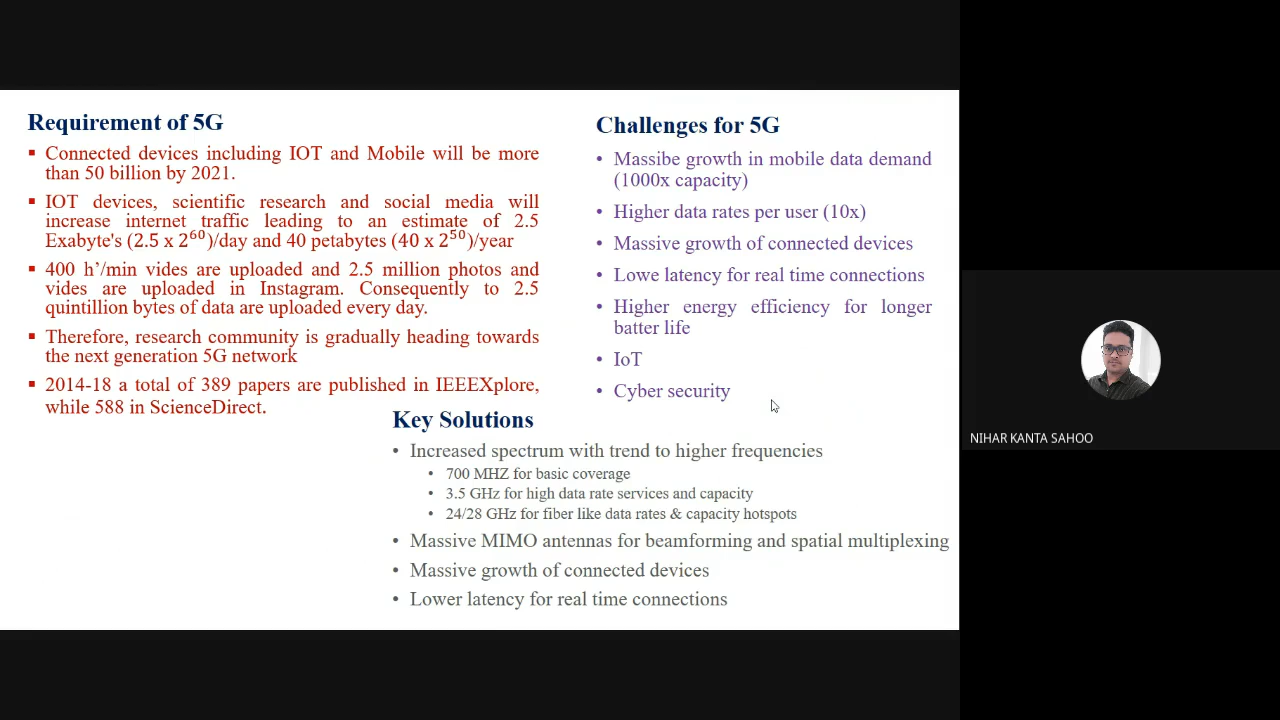 Requirement of 5G
▪ Connected devices including IOT and Mobile will be more
than 50 billion by 2021.
▪ IOT devices, scientific research and social media will
increase internet traffic leading to an estimate of 2.5
Exabyte's (2.5 x 2⁶⁰)/day and 40 petabytes (40 x 2⁵⁰)/year
▪ 400 h’/min vides are uploaded and 2.5 million photos and
vides are uploaded in Instagram. Consequently to 2.5
quintillion bytes of data are uploaded every day.
▪ Therefore, research community is gradually heading towards
the next generation 5G network
▪ 2014-18 a total of 389 papers are published in IEEEXplore,
while 588 in ScienceDirect.
Challenges for 5G
• Massibe growth in mobile data demand
(1000x capacity)
• Higher data rates per user (10x)
• Massive growth of connected devices
• Lowe latency for real time connections
• Higher energy efficiency for longer
batter life
• IoT
• Cyber security
Key Solutions
• Increased spectrum with trend to higher frequencies
• 700 MHZ for basic coverage
• 3.5 GHz for high data rate services and capacity
• 24/28 GHz for fiber like data rates & capacity hotspots
• Massive MIMO antennas for beamforming and spatial multiplexing
• Massive growth of connected devices
• Lower latency for real time connections
NIHAR KANTA SAHOO